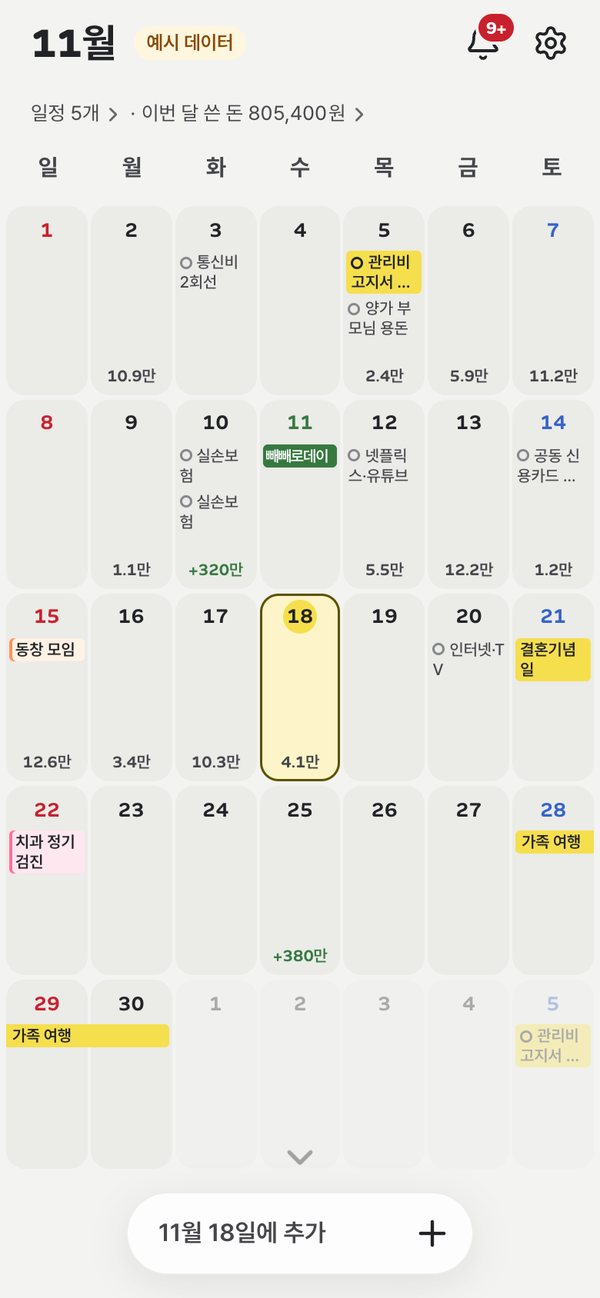 11월 예시 데이터 9+
일정 5개 > · 이번 달 쓴 돈 805,400원 >
일 월 화 수 목 금 토
1 2 3 4 5 6 7
통신비 2회선
관리비 고지서 ...
양가 부모님 용돈
10.9만 2.4만 5.9만 11.2만
8 9 10 11 12 13 14
실손보험
실손보험
빼빼로데이
넷플릭스·유튜브
공동 신용카드 ...
1.1만 +320만 5.5만 12.2만 1.2만
15 16 17 18 19 20 21
동창 모임
인터넷·TV
결혼기념일
12.6만 3.4만 10.3만 4.1만
22 23 24 25 26 27 28
치과 정기검진
가족 여행
+380만
29 30 1 2 3 4 5
가족 여행
관리비 고지서 ...
11월 18일에 추가 +